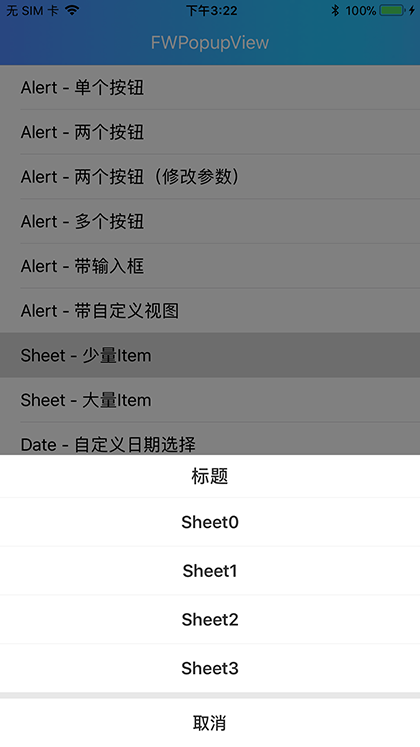 无 SIM 卡 下午3:22 100%
FWPopupView
Alert - 单个按钮
Alert - 两个按钮
Alert - 两个按钮（修改参数）
Alert - 多个按钮
Alert - 带输入框
Alert - 带自定义视图
Sheet - 少量Item
Sheet - 大量Item
Date - 自定义日期选择
标题
Sheet0
Sheet1
Sheet2
Sheet3
取消